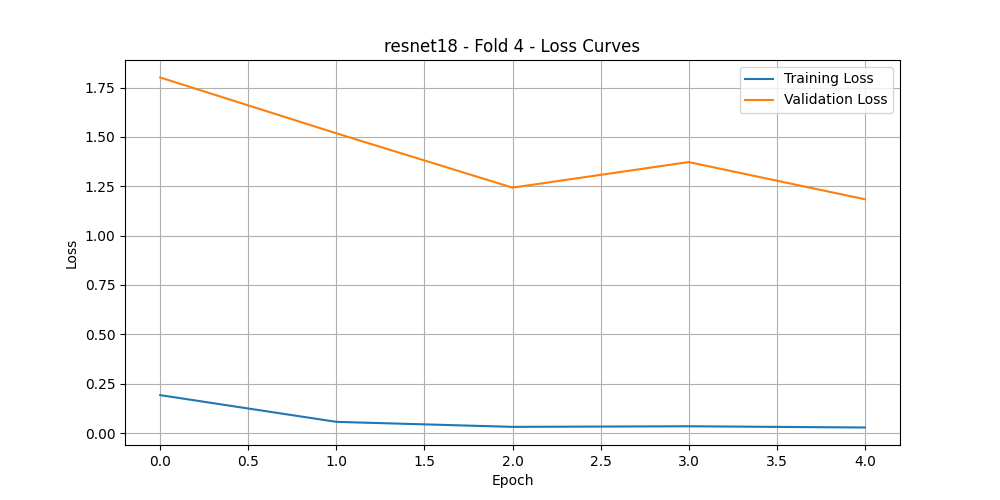 resnet18 - Fold 4 - Loss Curves
Training Loss
Validation Loss
1.75
1.50
1.25
1.00
0.75
0.50
0.25
0.00
Loss
0.0 0.5 1.0 1.5 2.0 2.5 3.0 3.5 4.0
Epoch